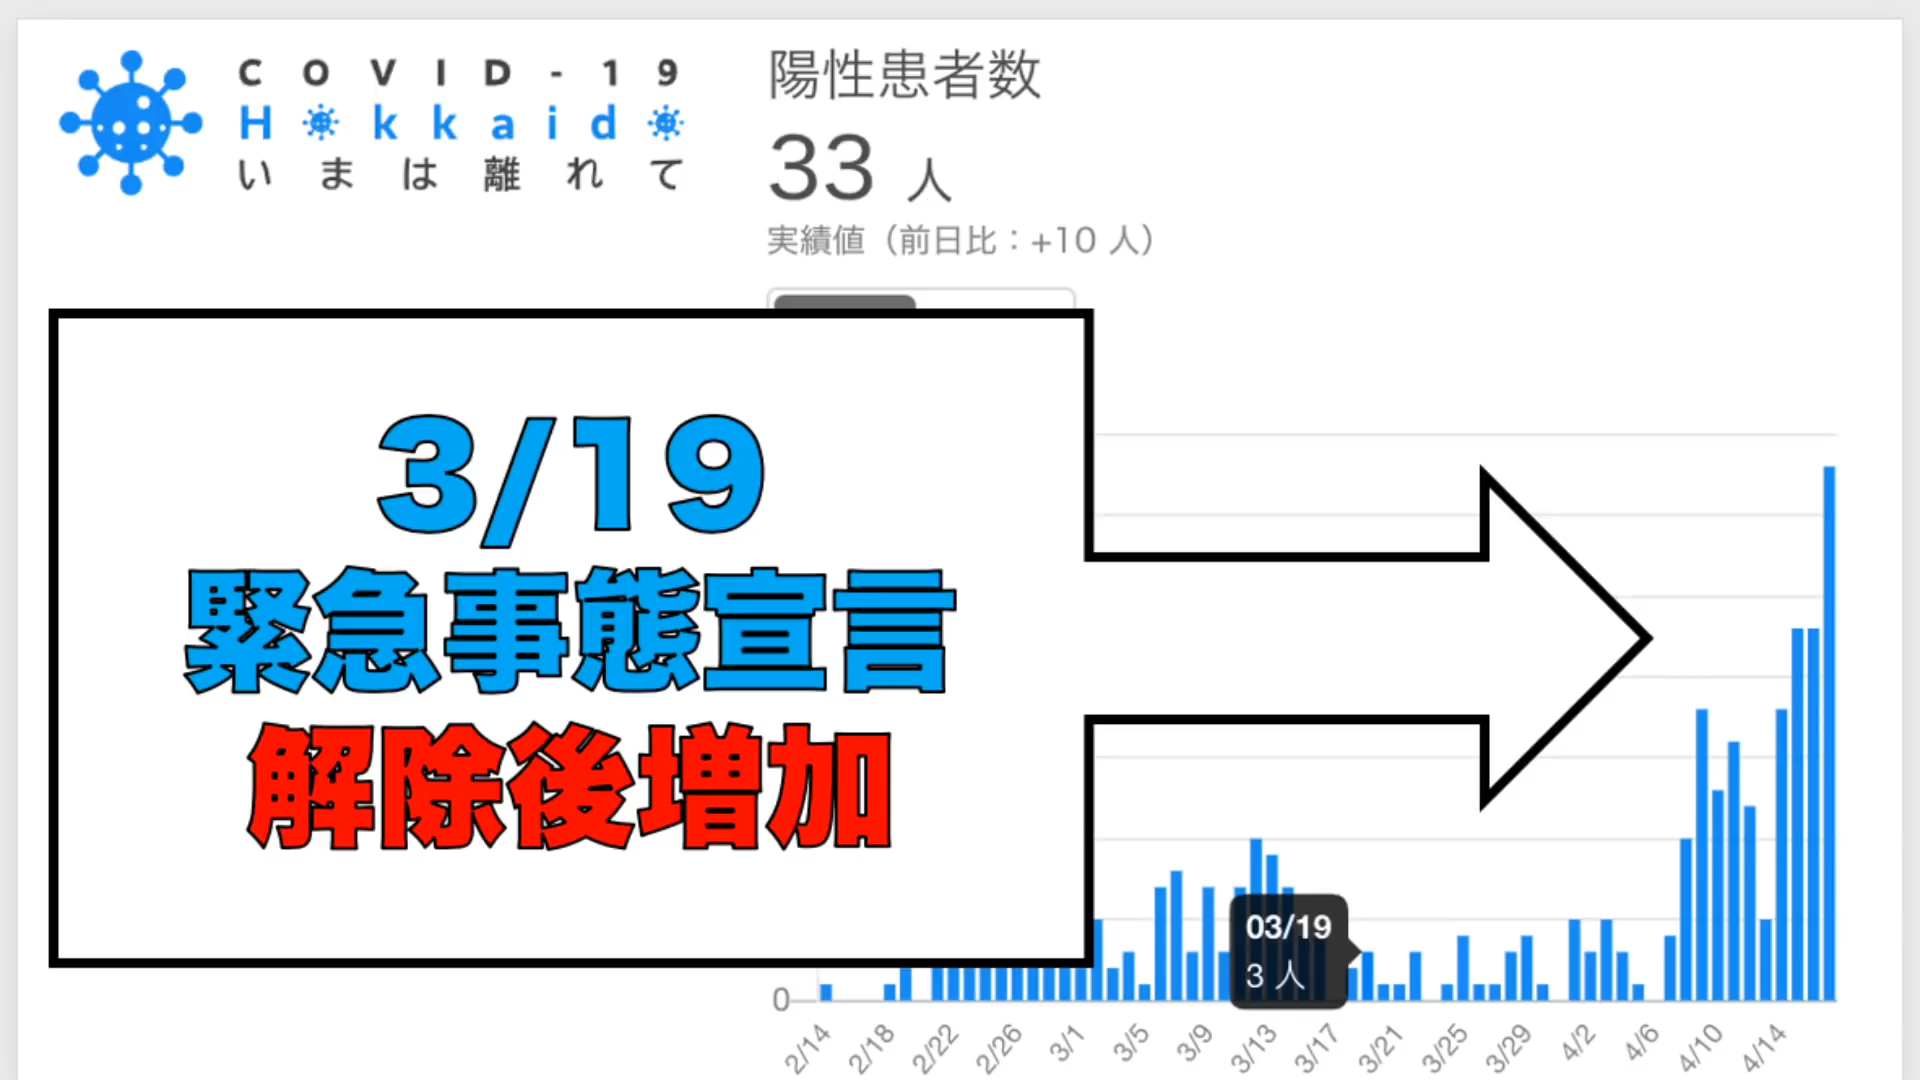 COVID-19
Hokkaido
いまは離れて
陽性患者数
33 人
実績値（前日比：+10 人）
3/19
緊急事態宣言
解除後増加
03/19
3 人
0
2/14 2/18 2/22 2/26 3/1 3/5 3/9 3/13 3/17 3/21 3/25 3/29 4/2 4/6 4/10 4/14